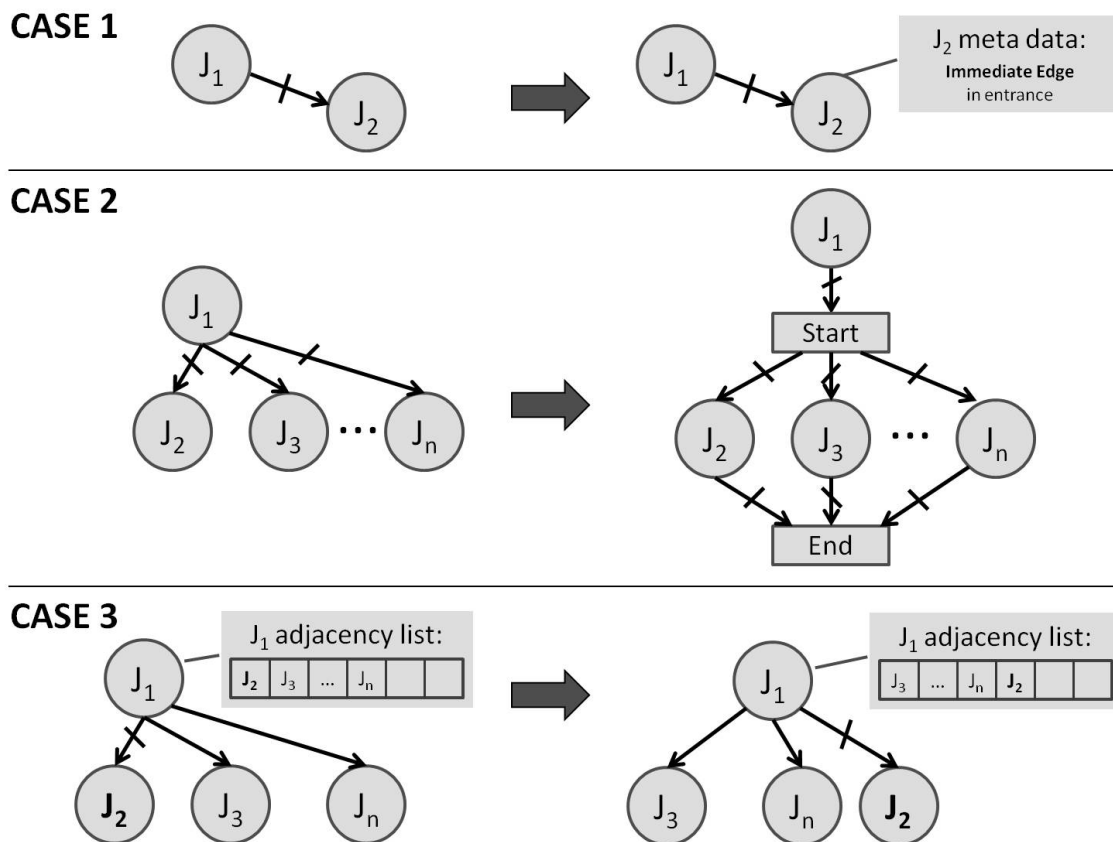 CASE 1
J1
J2
J1
J2
J2 meta data:
Immediate Edge
in entrance
CASE 2
J1
J2
J3
...
Jn
J1
Start
J2
J3
...
Jn
End
CASE 3
J1 adjacency list:
J2 J3 ... Jn
J1
J2
J3
Jn
J1 adjacency list:
J3 ... Jn J2
J1
J3
Jn
J2